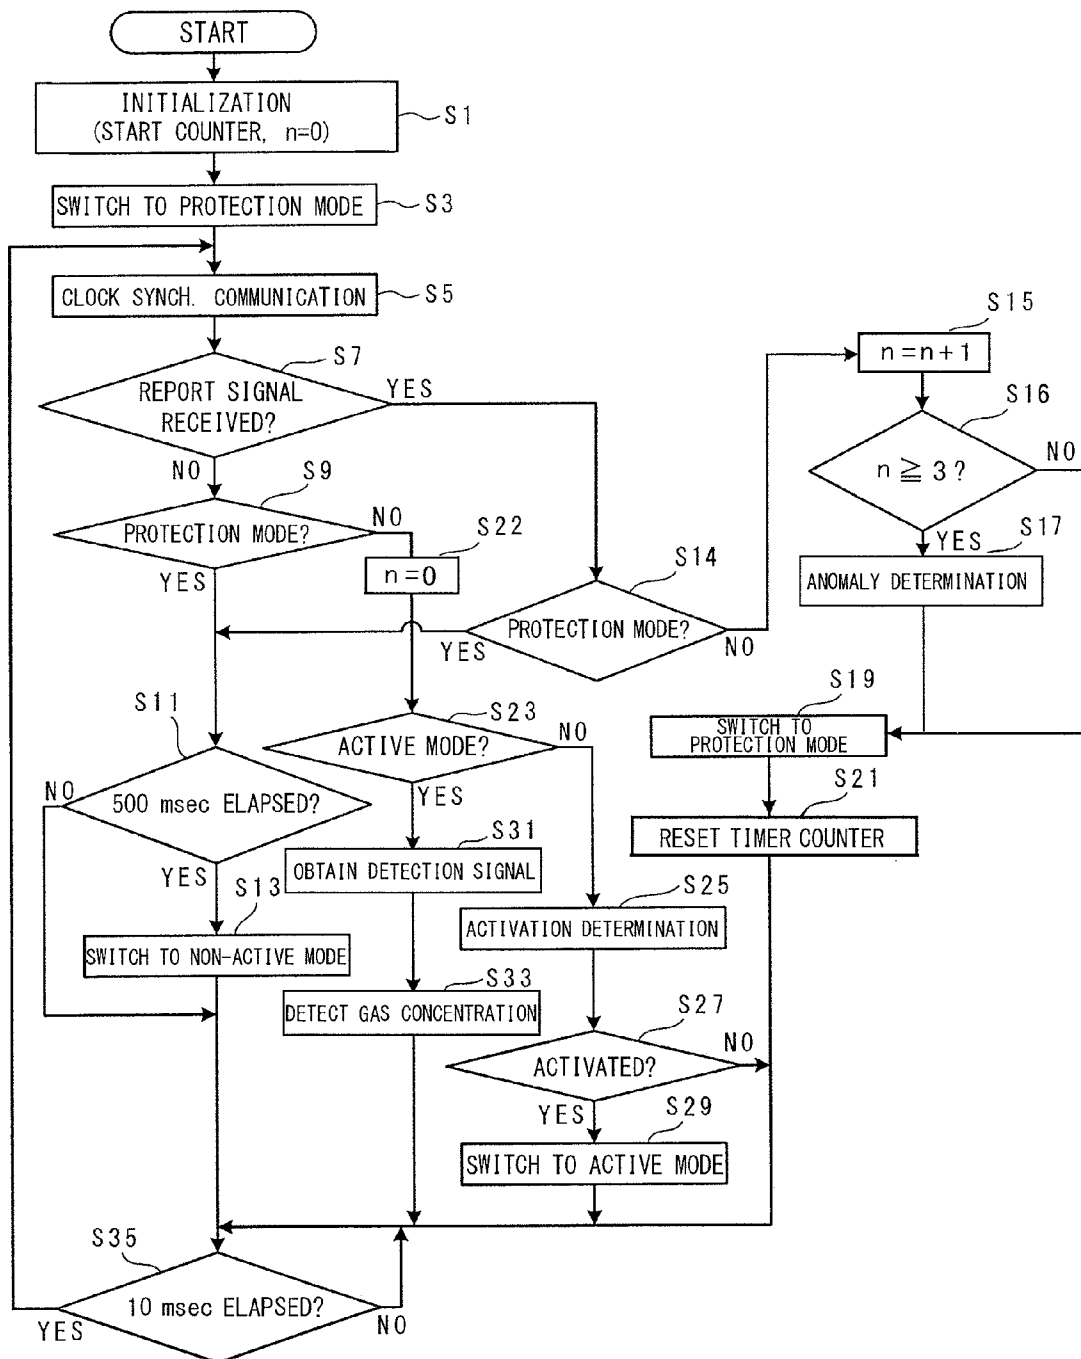 START
INITIALIZATION
(START COUNTER, n=0)
S1
SWITCH TO PROTECTION MODE
S3
CLOCK SYNCH. COMMUNICATION
S5
S7
REPORT SIGNAL
RECEIVED?
YES
NO
S9
PROTECTION MODE?
NO
YES
S22
n=0
S14
PROTECTION MODE?
YES
NO
S15
n=n+1
S16
n≧3?
NO
YES
S17
ANOMALY DETERMINATION
S19
SWITCH TO
PROTECTION MODE
S21
RESET TIMER COUNTER
S11
500 msec ELAPSED?
NO
YES
S13
SWITCH TO NON-ACTIVE MODE
S23
ACTIVE MODE?
NO
YES
S31
OBTAIN DETECTION SIGNAL
S33
DETECT GAS CONCENTRATION
S25
ACTIVATION DETERMINATION
S27
ACTIVATED?
NO
YES
S29
SWITCH TO ACTIVE MODE
S35
10 msec ELAPSED?
YES
NO